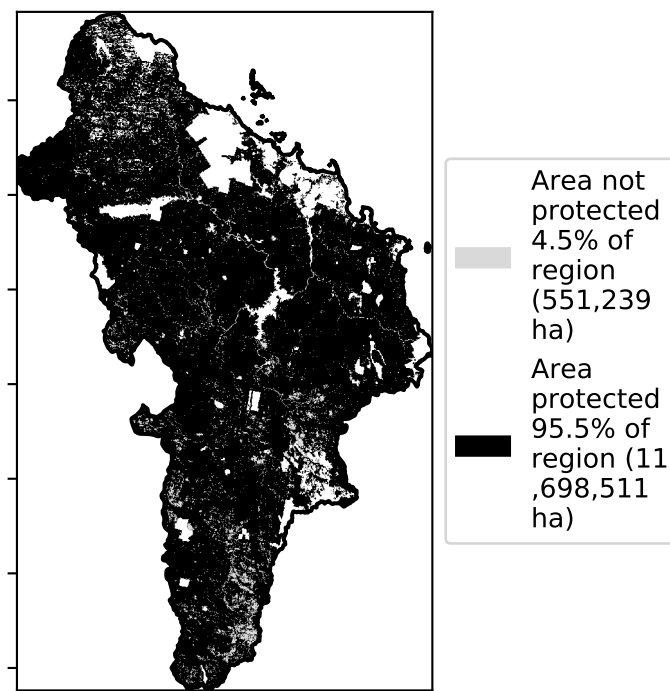 Area not
protected
4.5% of
region
(551,239
ha)
Area
protected
95.5% of
region (11
,698,511
ha)